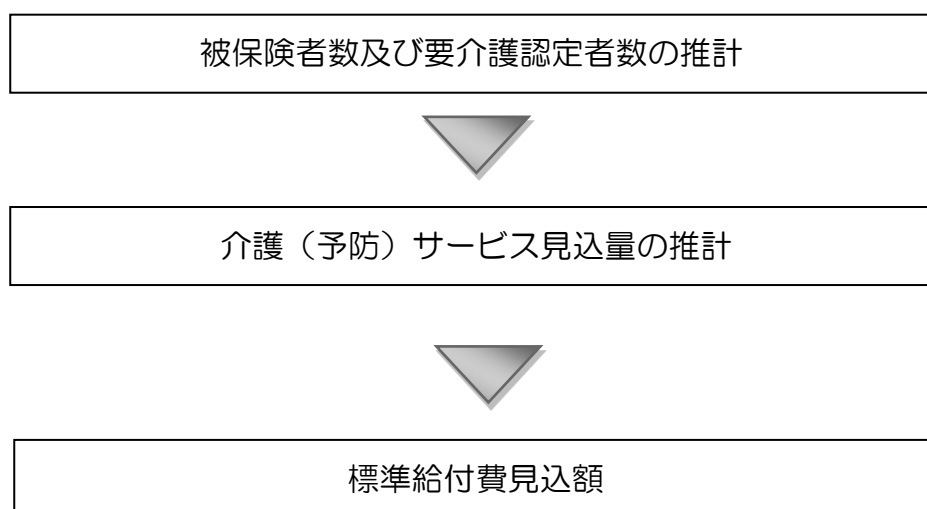 被保険者数及び要介護認定者数の推計
介護（予防）サービス見込量の推計
標準給付費見込額